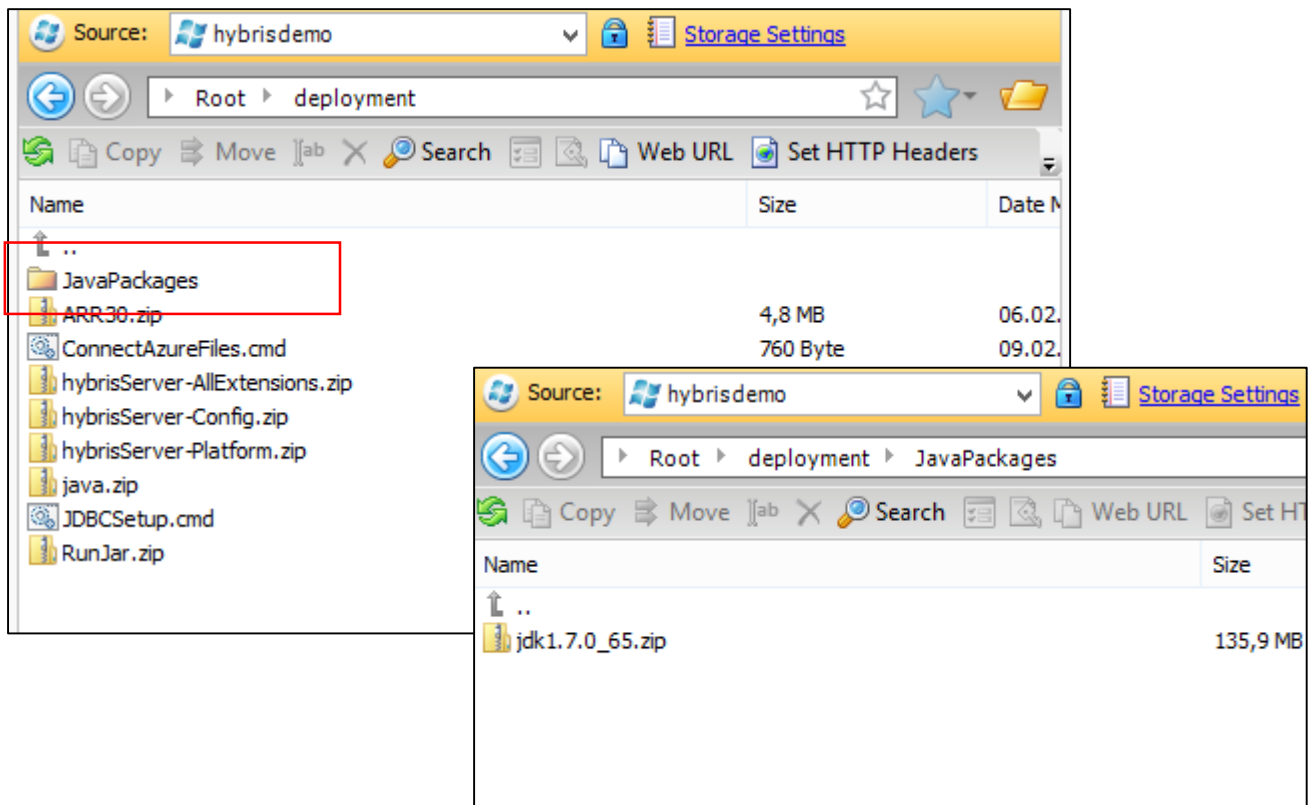 Source: hybrisdemo Storage Settings
Root deployment
Copy Move Search Web URL Set HTTP Headers
Name Size Date M
..
JavaPackages
ARR30.zip 4,8 MB 06.02.
ConnectAzureFiles.cmd 760 Byte 09.02.
hybrisServer-AllExtensions.zip
hybrisServer-Config.zip
hybrisServer-Platform.zip
java.zip
JDBCSetup.cmd
RunJar.zip
Source: hybrisdemo Storage Settings
Root deployment JavaPackages
Copy Move Search Web URL Set HT
Name Size
..
jdk1.7.0_65.zip 135,9 MB